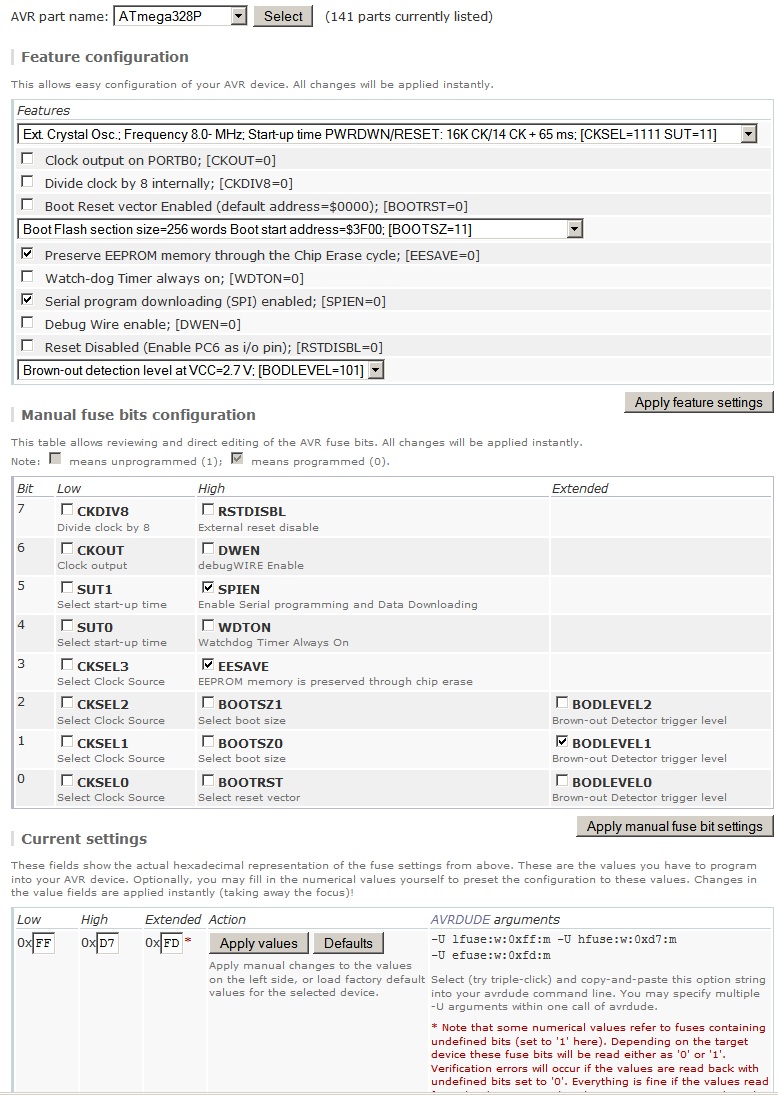 AVR part name: ATmega328P Select (141 parts currently listed)
Feature configuration
This allows easy configuration of your AVR device. All changes will be applied instantly.
Features
Ext. Crystal Osc.; Frequency 8.0- MHz; Start-up time PWRDWN/RESET: 16K CK/14 CK + 65 ms; [CKSEL=1111 SUT=11]
Clock output on PORTB0; [CKOUT=0]
Divide clock by 8 internally; [CKDIV8=0]
Boot Reset vector Enabled (default address=$0000); [BOOTRST=0]
Boot Flash section size=256 words Boot start address=$3F00; [BOOTSZ=11]
Preserve EEPROM memory through the Chip Erase cycle; [EESAVE=0]
Watch-dog Timer always on; [WDTON=0]
Serial program downloading (SPI) enabled; [SPIEN=0]
Debug Wire enable; [DWEN=0]
Reset Disabled (Enable PC6 as i/o pin); [RSTDISBL=0]
Brown-out detection level at VCC=2.7 V; [BODLEVEL=101]
Apply feature settings
Manual fuse bits configuration
This table allows reviewing and direct editing of the AVR fuse bits. All changes will be applied instantly.
Note: means unprogrammed (1); means programmed (0).
Bit Low High Extended
7 CKDIV8 RSTDISBL
Divide clock by 8 External reset disable
6 CKOUT DWEN
Clock output debugWIRE Enable
5 SUT1 SPIEN
Select start-up time Enable Serial programming and Data Downloading
4 SUT0 WDTON
Select start-up time Watchdog Timer Always On
3 CKSEL3 EESAVE
Select Clock Source EEPROM memory is preserved through chip erase
2 CKSEL2 BOOTSZ1 BODLEVEL2
Select Clock Source Select boot size Brown-out Detector trigger level
1 CKSEL1 BOOTSZ0 BODLEVEL1
Select Clock Source Select boot size Brown-out Detector trigger level
0 CKSEL0 BOOTRST BODLEVEL0
Select Clock Source Select reset vector Brown-out Detector trigger level
Apply manual fuse bit settings
Current settings
These fields show the actual hexadecimal representation of the fuse settings from above. These are the values you have to program
into your AVR device. Optionally, you may fill in the numerical values yourself to preset the configuration to these values. Changes in
the value fields are applied instantly (taking away the focus)!
Low High Extended Action AVRDUDE arguments
0xFF 0xD7 0xFD * Apply values Defaults
Apply manual changes to the values
on the left side, or load factory default
values for the selected device.
-U lfuse:w:0xff:m -U hfuse:w:0xd7:m
-U efuse:w:0xfd:m
Select (try triple-click) and copy-and-paste this option string
into your avrdude command line. You may specify multiple
-U arguments within one call of avrdude.
* Note that some numerical values refer to fuses containing
undefined bits (set to '1' here). Depending on the target
device these fuse bits will be read either as '0' or '1'.
Verification errors will occur if the values are read back with
undefined bits set to '0'. Everything is fine if the values read